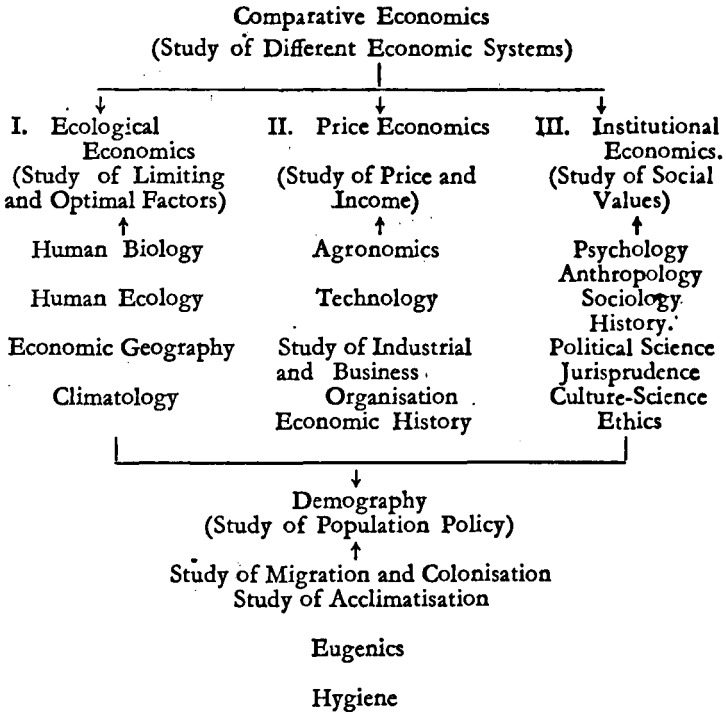 Comparative Economics
(Study of Different Economic Systems)
I. Ecological
Economics
(Study of Limiting
and Optimal Factors)
Human Biology
Human Ecology
Economic Geography
Climatology
II. Price Economics
(Study of Price and
Income)
Agronomics
Technology
Study of Industrial
and Business
Organisation
Economic History
III. Institutional
Economics.
(Study of Social
Values)
Psychology
Anthropology
Sociology
History.
Political Science
Jurisprudence
Culture-Science
Ethics
Demography
(Study of Population Policy)
Study of Migration and Colonisation
Study of Acclimatisation
Eugenics
Hygiene